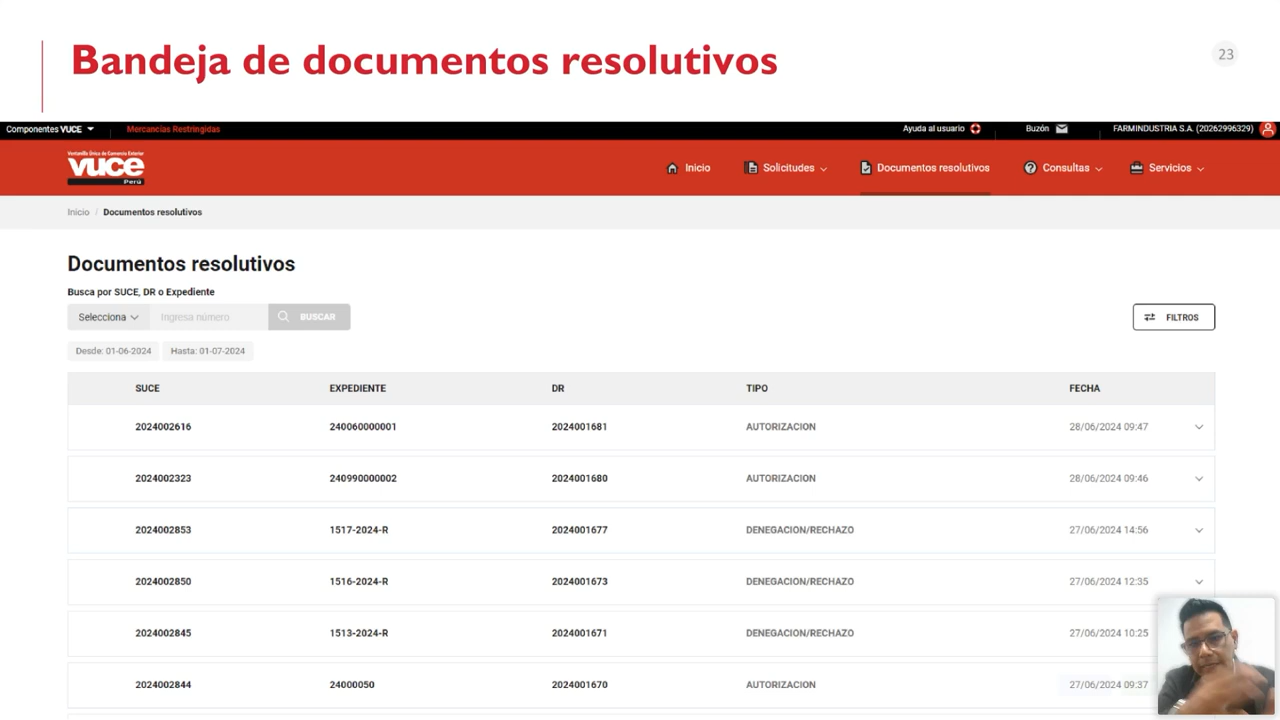 Bandeja de documentos resolutivos
23
Componentes VUCE
Mercancías Restringidas
Ayuda al usuario
Buzón
FARMINDUSTRIA S.A. (20262996329)
Ventanilla Única de Comercio Exterior
vuce
Perú
Inicio
Solicitudes
Documentos resolutivos
Consultas
Servicios
Inicio / Documentos resolutivos
Documentos resolutivos
Busca por SUCE, DR o Expediente
Selecciona
Ingresa número
BUSCAR
FILTROS
Desde: 01-06-2024
Hasta: 01-07-2024
SUCE EXPEDIENTE DR TIPO FECHA
2024002616 240060000001 2024001681 AUTORIZACION 28/06/2024 09:47
2024002323 240990000002 2024001680 AUTORIZACION 28/06/2024 09:46
2024002853 1517-2024-R 2024001677 DENEGACION/RECHAZO 27/06/2024 14:56
2024002850 1516-2024-R 2024001673 DENEGACION/RECHAZO 27/06/2024 12:35
2024002845 1513-2024-R 2024001671 DENEGACION/RECHAZO 27/06/2024 10:25
2024002844 24000050 2024001670 AUTORIZACION 27/06/2024 09:37